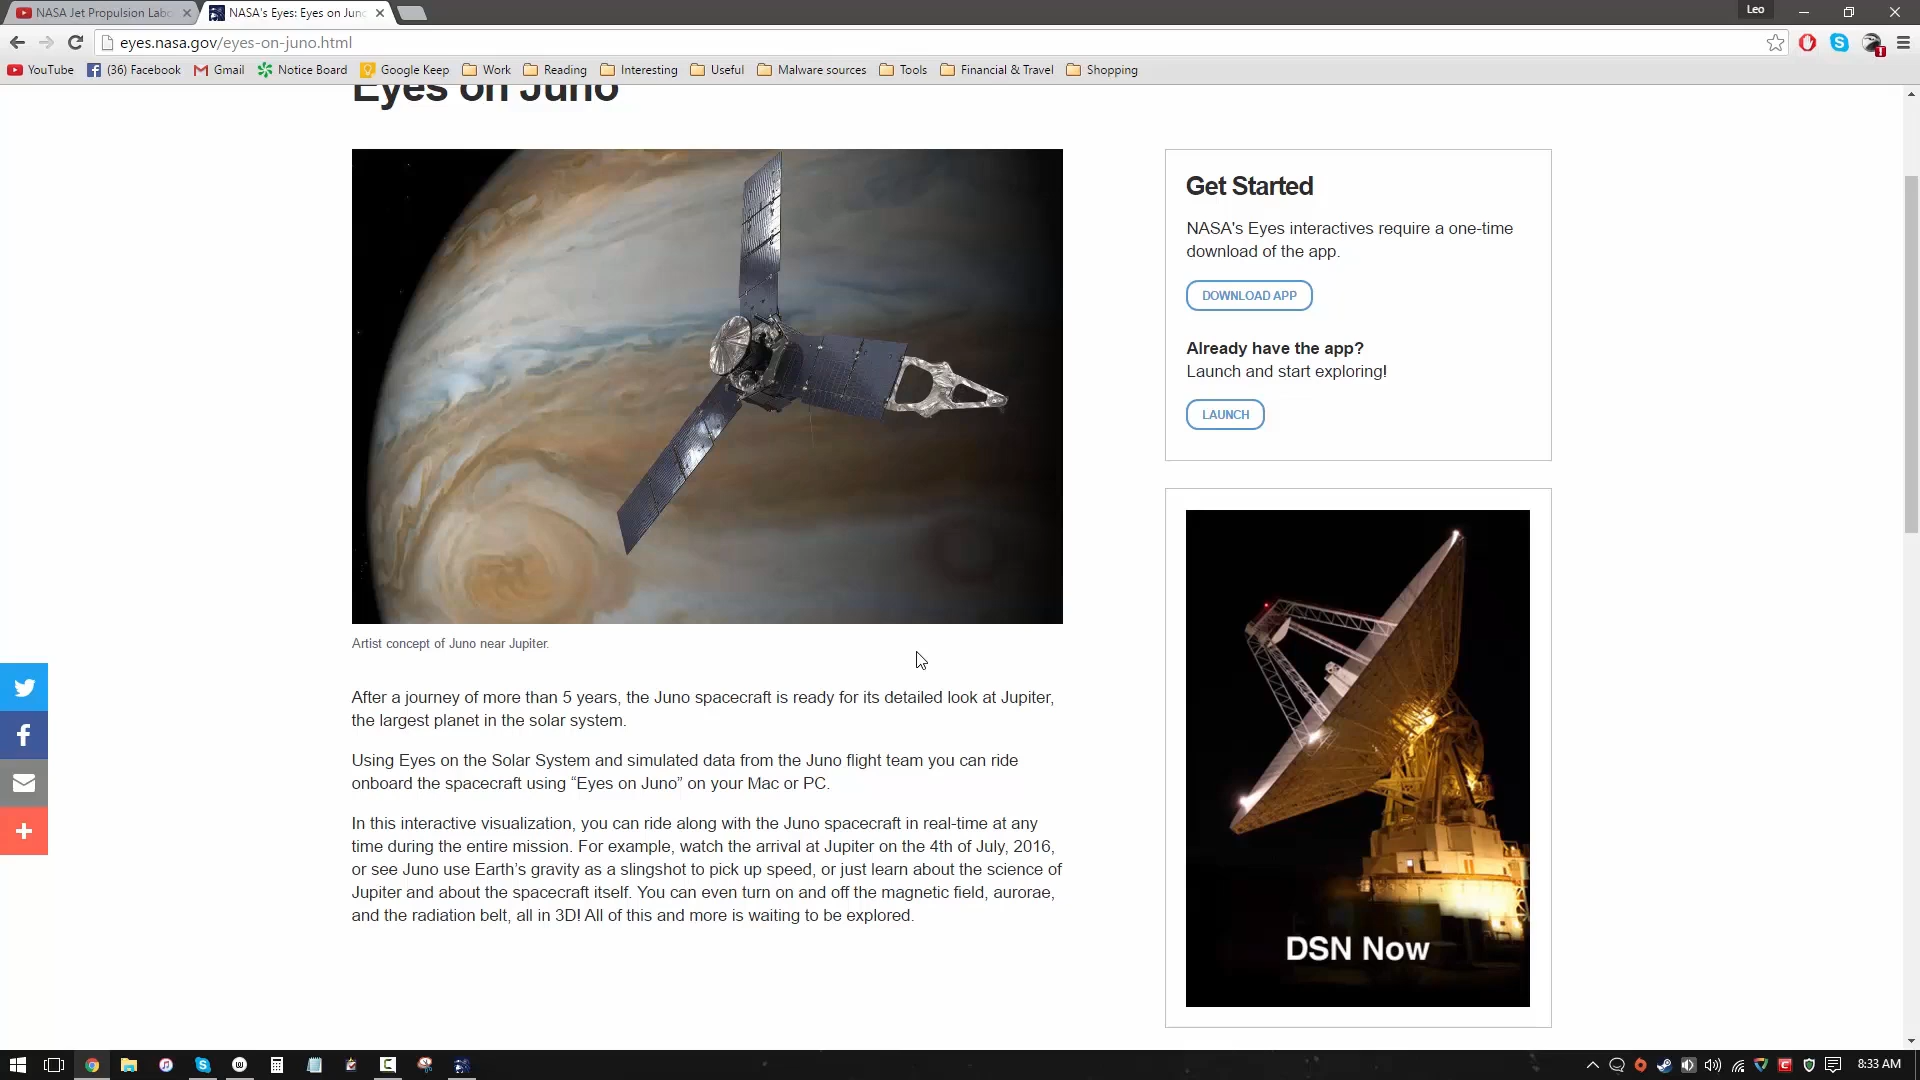 NASA Jet Propulsion Labo
NASA's Eyes: Eyes on Juno
Leo
eyes.nasa.gov/eyes-on-juno.html
YouTube (36) Facebook Gmail Notice Board Google Keep Work Reading Interesting Useful Malware sources Tools Financial & Travel Shopping
Eyes on Juno
Artist concept of Juno near Jupiter.
After a journey of more than 5 years, the Juno spacecraft is ready for its detailed look at Jupiter,
the largest planet in the solar system.
Using Eyes on the Solar System and simulated data from the Juno flight team you can ride
onboard the spacecraft using “Eyes on Juno” on your Mac or PC.
In this interactive visualization, you can ride along with the Juno spacecraft in real-time at any
time during the entire mission. For example, watch the arrival at Jupiter on the 4th of July, 2016,
or see Juno use Earth’s gravity as a slingshot to pick up speed, or just learn about the science of
Jupiter and about the spacecraft itself. You can even turn on and off the magnetic field, aurorae,
and the radiation belt, all in 3D! All of this and more is waiting to be explored.
Get Started
NASA's Eyes interactives require a one-time
download of the app.
DOWNLOAD APP
Already have the app?
Launch and start exploring!
LAUNCH
DSN Now
8:33 AM